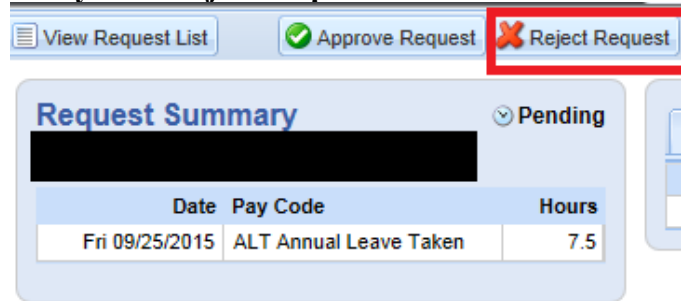 View Request List Approve Request Reject Request
Request Summary Pending
Date Pay Code Hours
Fri 09/25/2015 ALT Annual Leave Taken 7.5